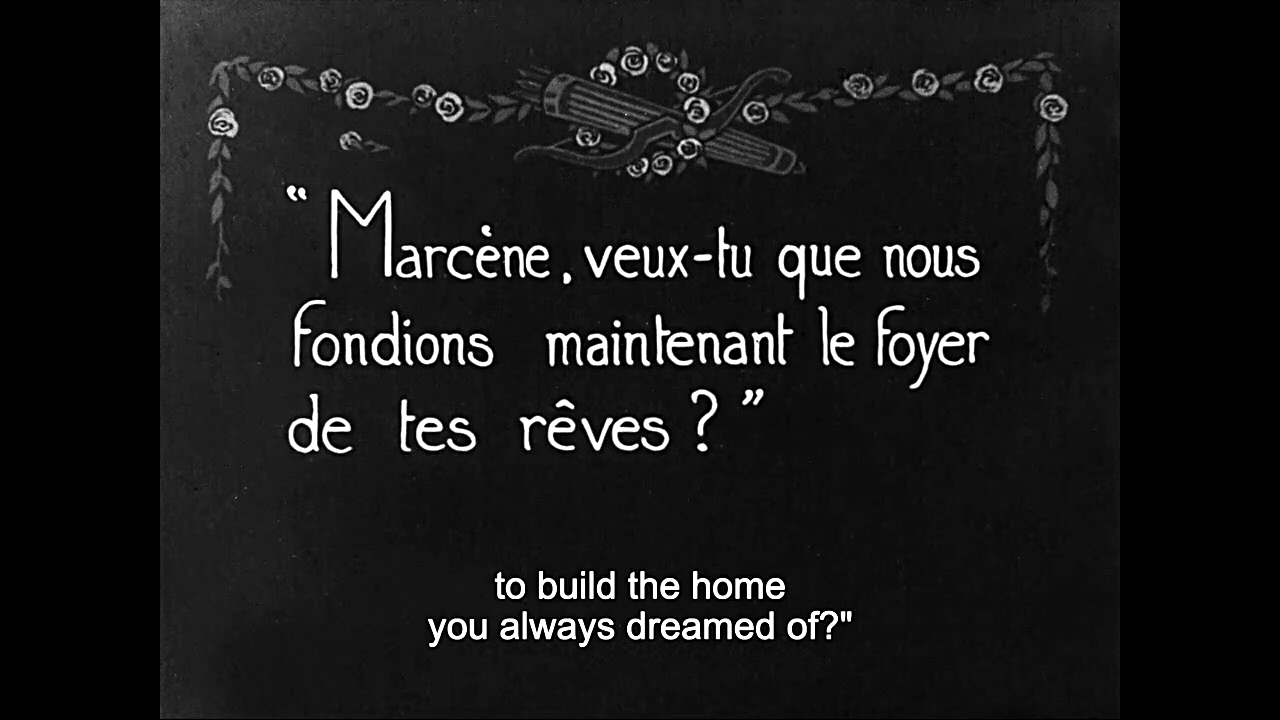 “Marcène, veux-tu que nous
fondions maintenant le foyer
de tes rêves ?”
to build the home
you always dreamed of?"